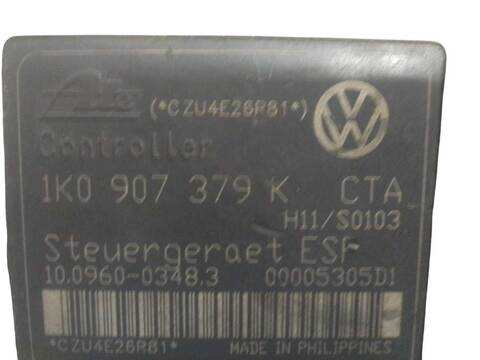 Ate (*CZU4E26R81*)
Controller
1K0 907 379 K CTA
H11/S0103
Steuergeraet ESP
10.0960-0348.3 00005305D1
*CZU4E26R81*
MADE IN PHILIPPINES